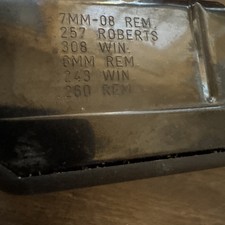 7MM-08 REM
257 ROBERTS
308 WIN
6MM REM
243 WIN
260 REM